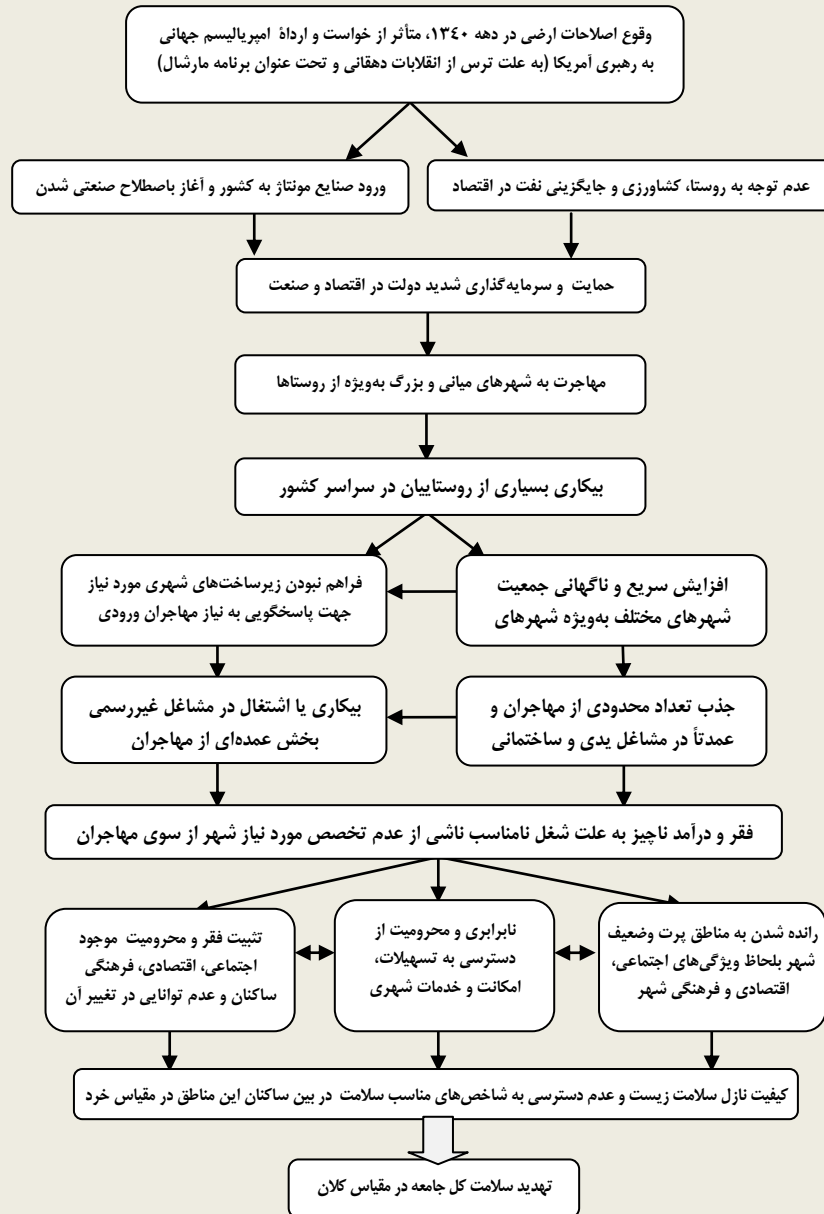 وقوع اصلاحات ارضی در دهه ۱۳٤۰، متأثر از خواست و اردۀ امپریالیسم جهانی
به رهبری آمریکا (به علت ترس از انقلابات دهقانی و تحت عنوان برنامه مارشال)
عدم توجه به روستا، کشاورزی و جایگزینی نفت در اقتصاد
ورود صنایع مونتاژ به کشور و آغاز باصطلاح صنعتی شدن
حمایت و سرمایه‌گذاری شدید دولت در اقتصاد و صنعت
مهاجرت به شهرهای میانی و بزرگ به‌ویژه از روستاها
بیکاری بسیاری از روستاییان در سراسر کشور
افزایش سریع و ناگهانی جمعیت
شهرهای مختلف به‌ویژه شهرهای
فراهم نبودن زیرساخت‌های شهری مورد نیاز
جهت پاسخگویی به نیاز مهاجران ورودی
جذب تعداد محدودی از مهاجران و
عمدتاً در مشاغل یدی و ساختمانی
بیکاری یا اشتغال در مشاغل غیررسمی
بخش عمده‌ای از مهاجران
فقر و درآمد ناچیز به علت شغل نامناسب ناشی از عدم تخصص مورد نیاز شهر از سوی مهاجران
رانده شدن به مناطق پرت وضعیف
شهر بلحاظ ویژگی‌های اجتماعی،
اقتصادی و فرهنگی شهر
نابرابری و محرومیت از
دسترسی به تسهیلات،
امکانت و خدمات شهری
تثبیت فقر و محرومیت موجود
اجتماعی، اقتصادی، فرهنگی
ساکنان و عدم توانایی در تغییر آن
کیفیت نازل سلامت زیست و عدم دسترسی به شاخص‌های مناسب سلامت در بین ساکنان این مناطق در مقیاس خرد
تهدید سلامت کل جامعه در مقیاس کلان